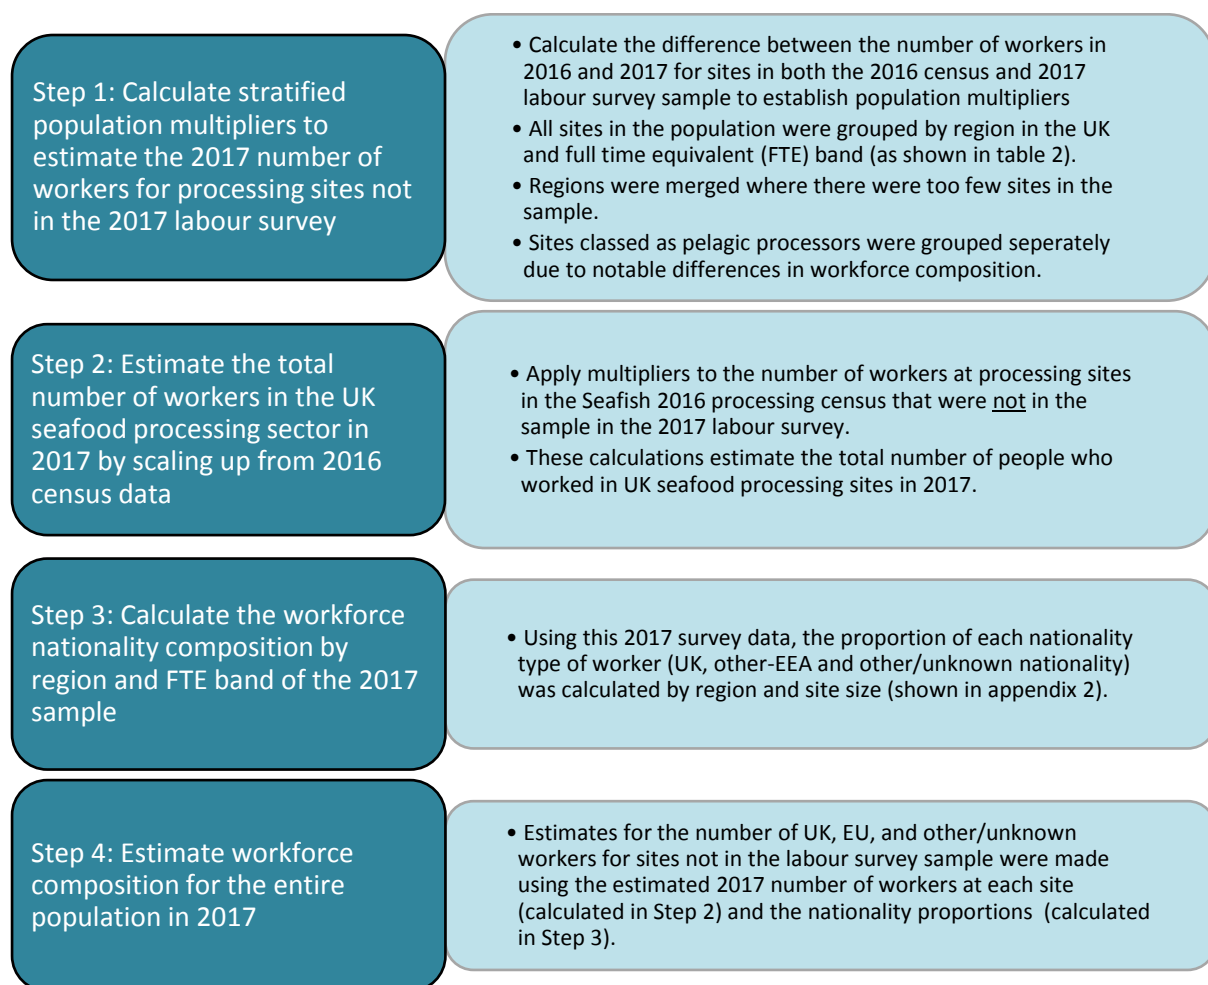 Step 1: Calculate stratified
population multipliers to
estimate the 2017 number of
workers for processing sites not
in the 2017 labour survey
• Calculate the difference between the number of workers in
2016 and 2017 for sites in both the 2016 census and 2017
labour survey sample to establish population multipliers
• All sites in the population were grouped by region in the UK
and full time equivalent (FTE) band (as shown in table 2).
• Regions were merged where there were too few sites in the
sample.
• Sites classed as pelagic processors were grouped seperately
due to notable differences in workforce composition.
Step 2: Estimate the total
number of workers in the UK
seafood processing sector in
2017 by scaling up from 2016
census data
• Apply multipliers to the number of workers at processing sites
in the Seafish 2016 processing census that were not in the
sample in the 2017 labour survey.
• These calculations estimate the total number of people who
worked in UK seafood processing sites in 2017.
Step 3: Calculate the workforce
nationality composition by
region and FTE band of the 2017
sample
• Using this 2017 survey data, the proportion of each nationality
type of worker (UK, other-EEA and other/unknown nationality)
was calculated by region and site size (shown in appendix 2).
Step 4: Estimate workforce
composition for the entire
population in 2017
• Estimates for the number of UK, EU, and other/unknown
workers for sites not in the labour survey sample were made
using the estimated 2017 number of workers at each site
(calculated in Step 2) and the nationality proportions (calculated
in Step 3).